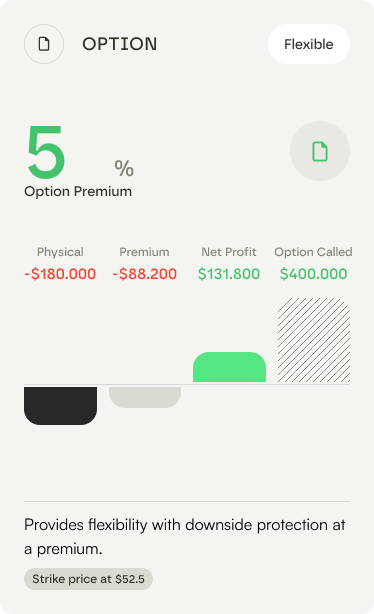 OPTION
Flexible
5 %
Option Premium
Physical Premium Net Profit Option Called
-$180.000 -$88.200 $131.800 $400.000
Provides flexibility with downside protection at
a premium.
Strike price at $52.5